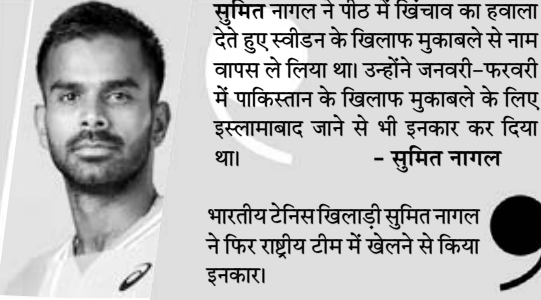 सुमित नागल ने पीठ में खिंचाव का हवाला
देते हुए स्वीडन के खिलाफ मुकाबले से नाम
वापस ले लिया था। उन्होंने जनवरी-फरवरी
में पाकिस्तान के खिलाफ मुकाबले के लिए
इस्लामाबाद जाने से भी इनकार कर दिया
था। – सुमित नागल
भारतीय टेनिस खिलाड़ी सुमित नागल
ने फिर राष्ट्रीय टीम में खेलने से किया
इनकार।